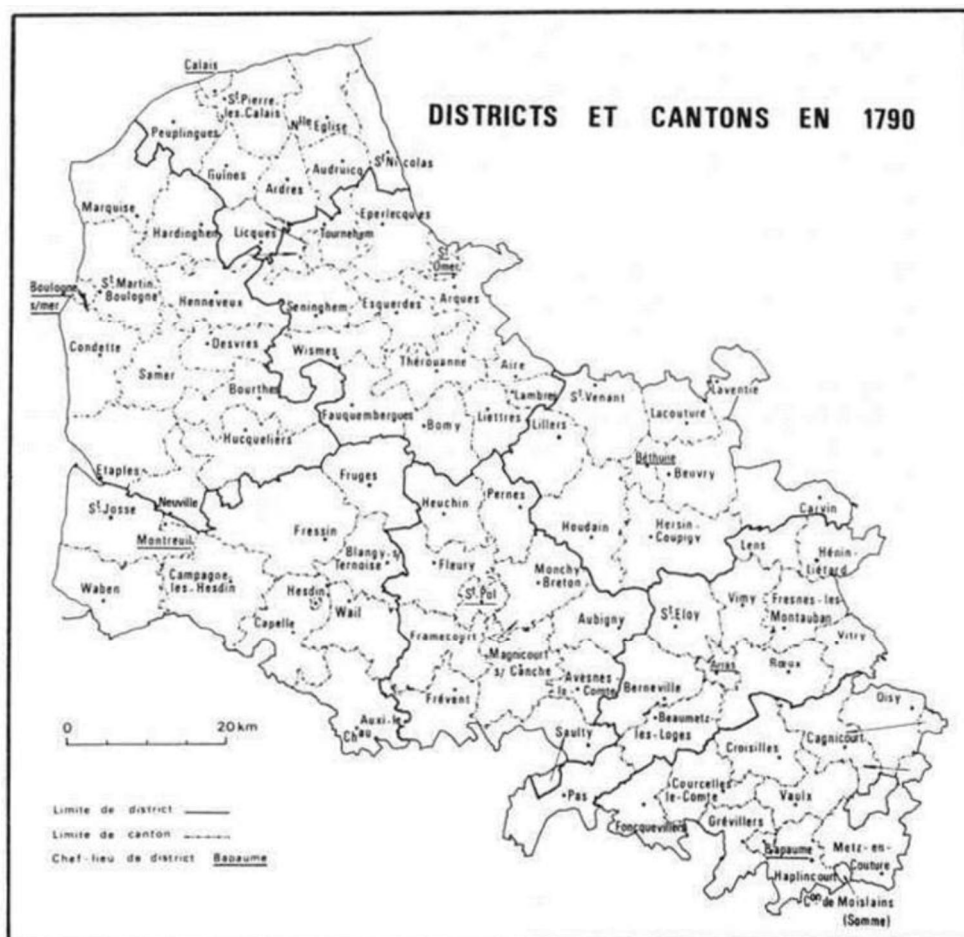 DISTRICTS ET CANTONS EN 1790
Calais
St Pierre-
les-Calais
Nlle Eglise
Peuplingues
Guines
Audruicq
St Nicolas
Ardres
Marquise
Hardinghen
Licques
Tournehem
Eperlecques
St
Omer
Boulogne
s/mer
St Martin
Boulogne
Henneveux
Seninghem
Esquerdes
Arques
Condette
Desvres
Wismes
Thérouanne
Aire
Samer
Bourthes
Lambres
St Venant
Laventie
Lacouture
Fauquembergues
Bomy
Liettres
Lillers
Hucqueliers
Béthune
Beuvry
Etaples
Fruges
Neuville
Heuchin
Pernes
St Josse
Carvin
Montreuil
Fressin
Houdain
Hersin-
Coupigy
Lens
Hénin-
Liétard
Blangy-s-
Ternoise
Fleury
Monchy
Breton
Waben
Campagne-
les-Hesdin
Hesdin
Wail
St Pol
Vimy
Fresnes-les-
Montauban
Capelle
Aubigny
St Eloy
Vitry
Framecourt
Magnicourt
s/ Canche
Arras
Rœux
Frévent
Avesnes-
le-Comte
Berneville
Oisy
Auxi-le-
Chau
Saulty
Beaumetz-
les-Loges
Croisilles
Cagnicourt
0 20 km
Pas
Courcelles
le-Comte
Vaulx
Foncquevillers
Grévillers
Bapaume
Metz-en-
Couture
Haplincourt
Con de Moislains
(Somme)
Limite de district
Limite de canton
Chef-lieu de district Bapaume